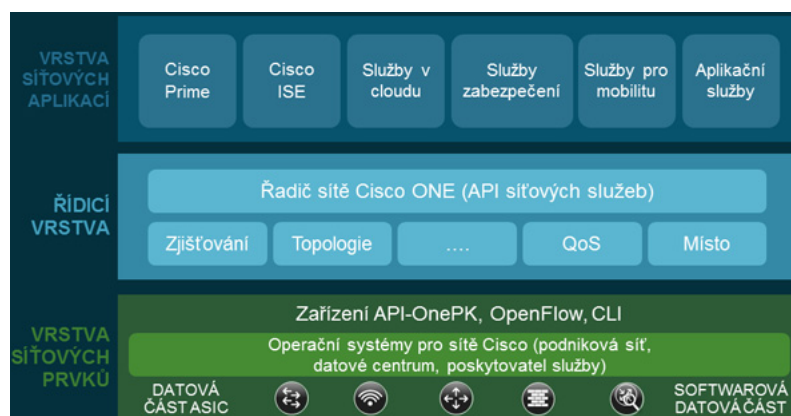 VRSTVA
SÍŤOVÝCH
APLIKACÍ
Cisco
Prime
Cisco
ISE
Služby v
cloudu
Služby
zabezpečení
Služby pro
mobilitu
Aplikační
služby
ŘÍDICÍ
VRSTVA
Řadič sítě Cisco ONE (API síťových služeb)
Zjišťování
Topologie
....
QoS
Místo
VRSTVA
SÍŤOVÝCH
PRVKŮ
Zařízení API-OnePK, OpenFlow, CLI
Operační systémy pro sítě Cisco (podniková síť,
datové centrum, poskytovatel služby)
DATOVÁ
ČÁST ASIC
SOFTWAROVÁ
DATOVÁ ČÁST